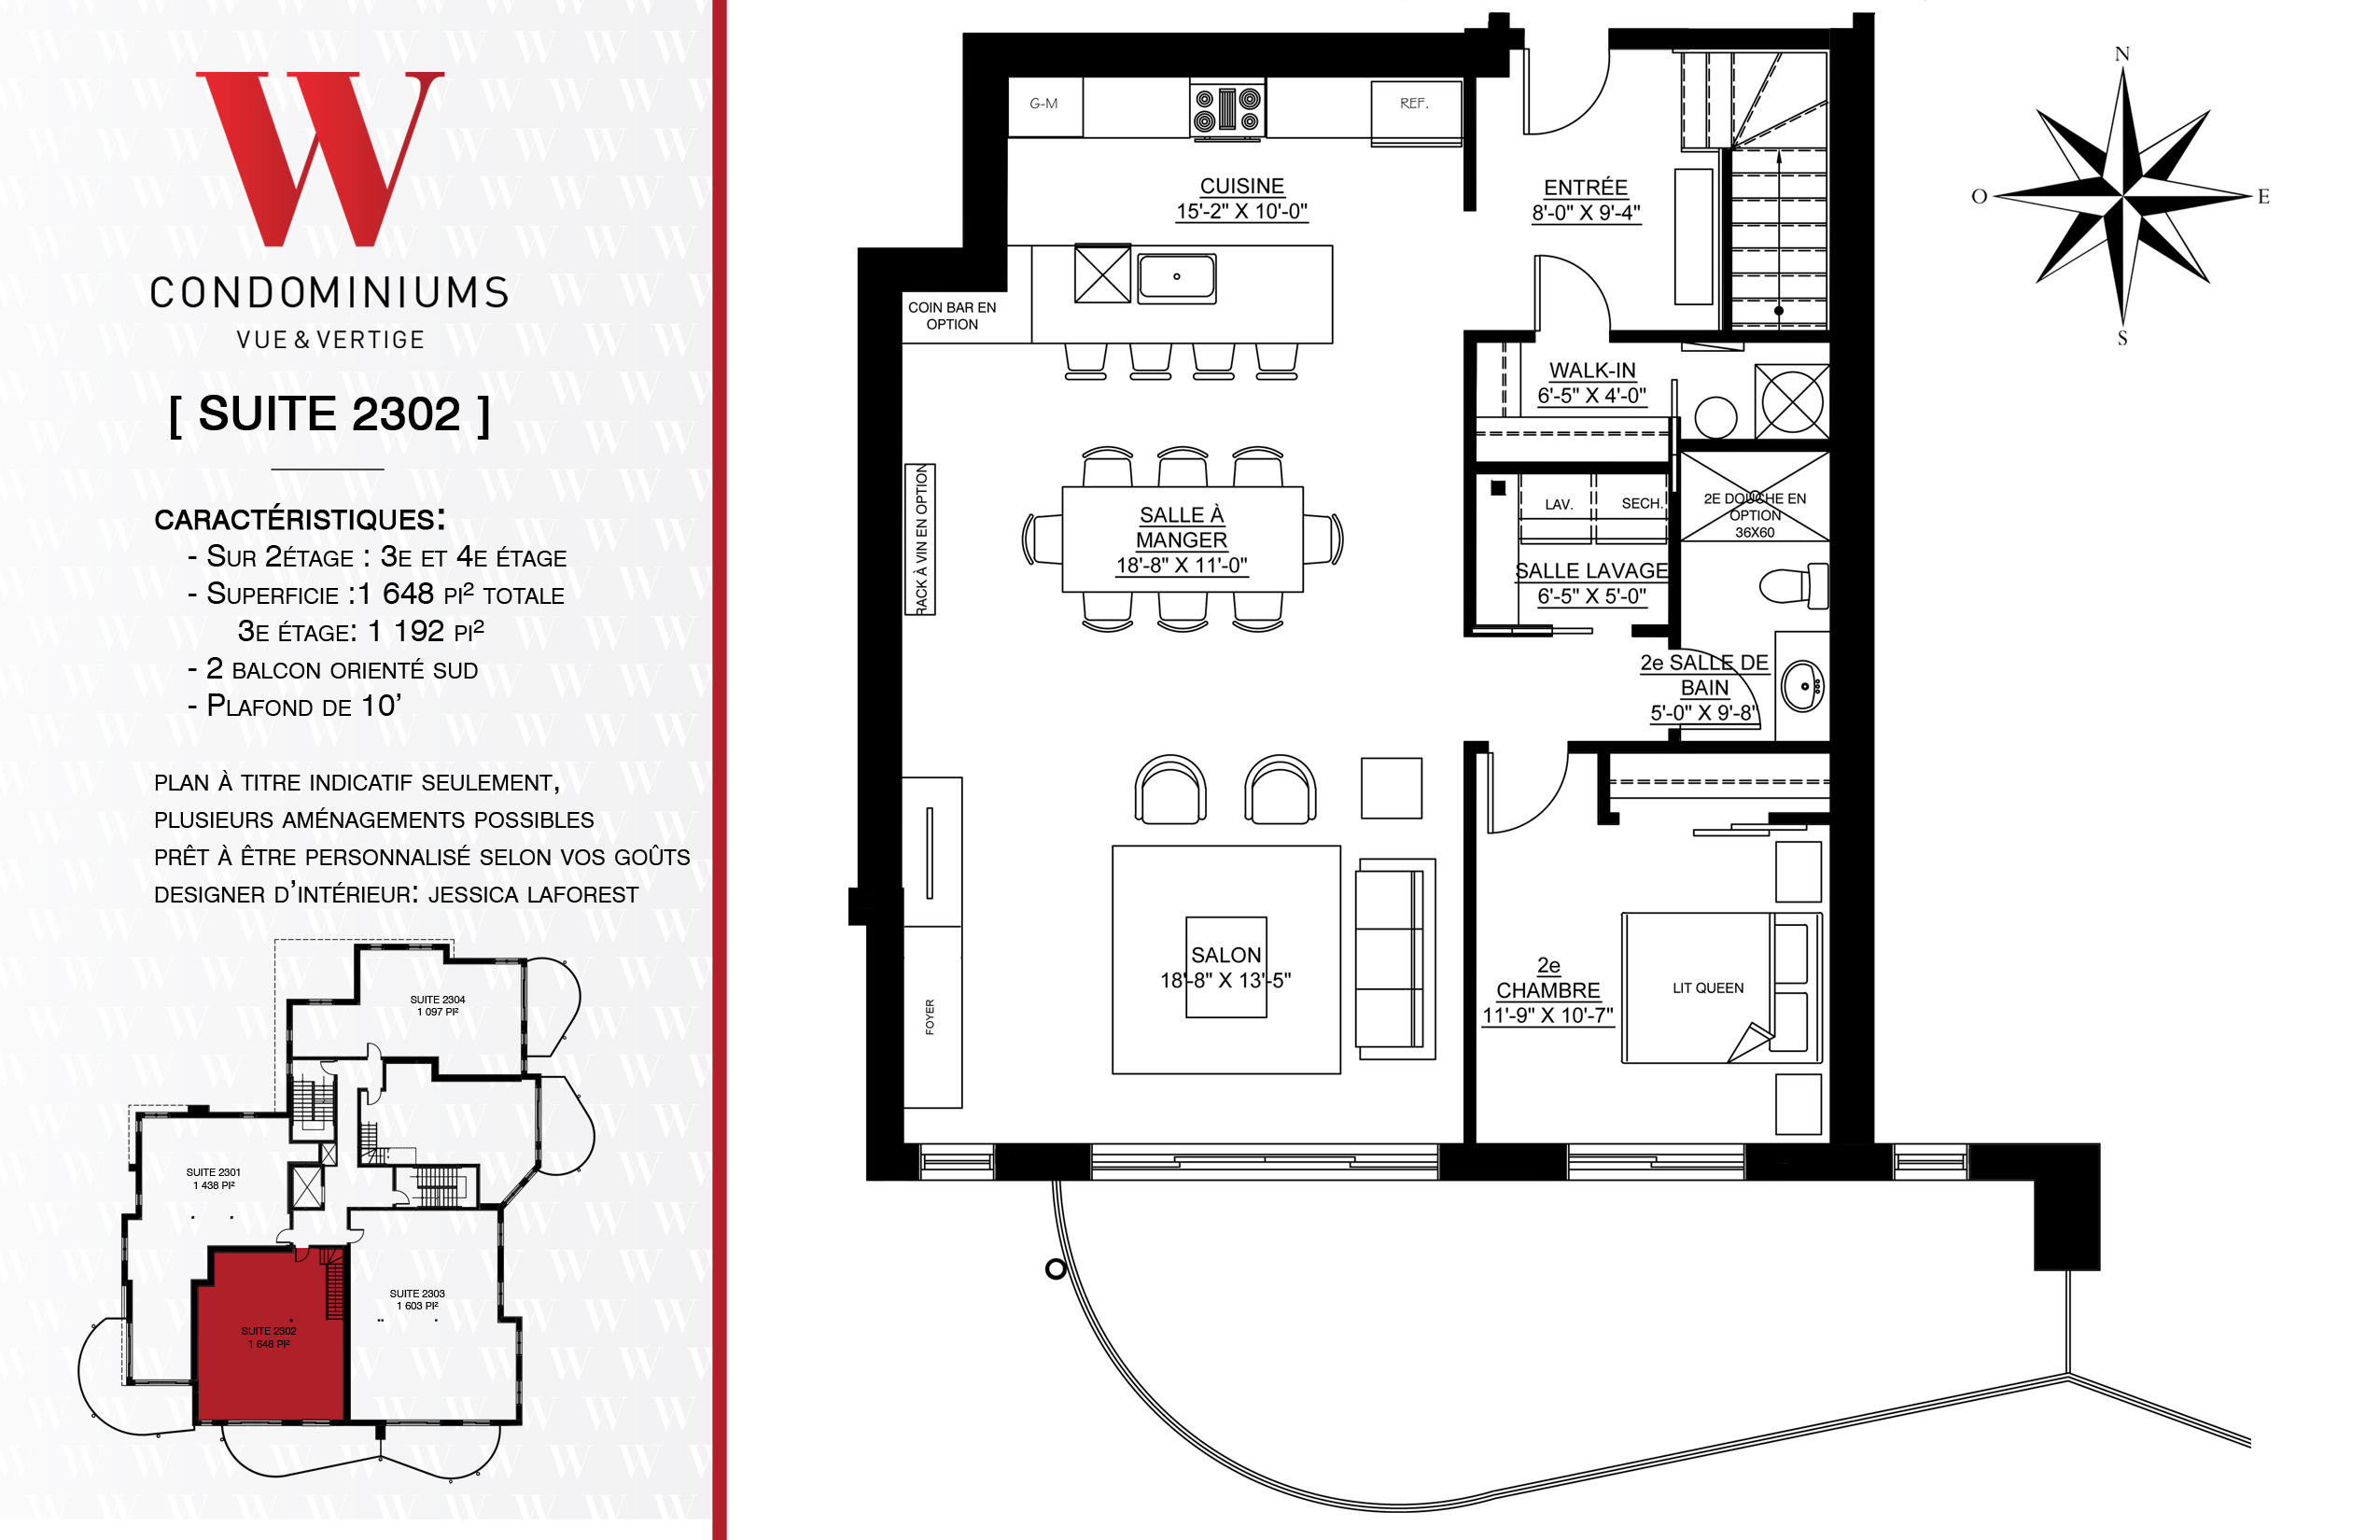 W
CONDOMINIUMS
VUE & VERTIGE
[ SUITE 2302 ]
CARACTÉRISTIQUES:
- SUR 2ÉTAGE : 3E ET 4E ÉTAGE
- SUPERFICIE :1 648 PI² TOTALE
3E ÉTAGE: 1 192 PI²
- 2 BALCON ORIENTÉ SUD
- PLAFOND DE 10'
PLAN À TITRE INDICATIF SEULEMENT,
PLUSIEURS AMÉNAGEMENTS POSSIBLES
PRÊT À ÊTRE PERSONNALISÉ SELON VOS GOÛTS
DESIGNER D'INTÉRIEUR: JESSICA LAFOREST
SUITE 2304
1 097 PI²
SUITE 2301
1 438 PI²
SUITE 2303
1 603 PI²
SUITE 2302
1 648 PI²
G-M
REF.
CUISINE
15'-2" X 10'-0"
ENTRÉE
8'-0" X 9'-4"
COIN BAR EN
OPTION
WALK-IN
6'-5" X 4'-0"
RACK À VIN EN OPTION
SALLE À
MANGER
18'-8" X 11'-0"
LAV.
SECH.
2E DOUCHE EN
OPTION
36X60
SALLE LAVAGE
6'-5" X 5'-0"
2e SALLE DE
BAIN
5'-0" X 9'-8"
SALON
18'-8" X 13'-5"
FOYER
2e
CHAMBRE
11'-9" X 10'-7"
LIT QUEEN
N
O
E
S